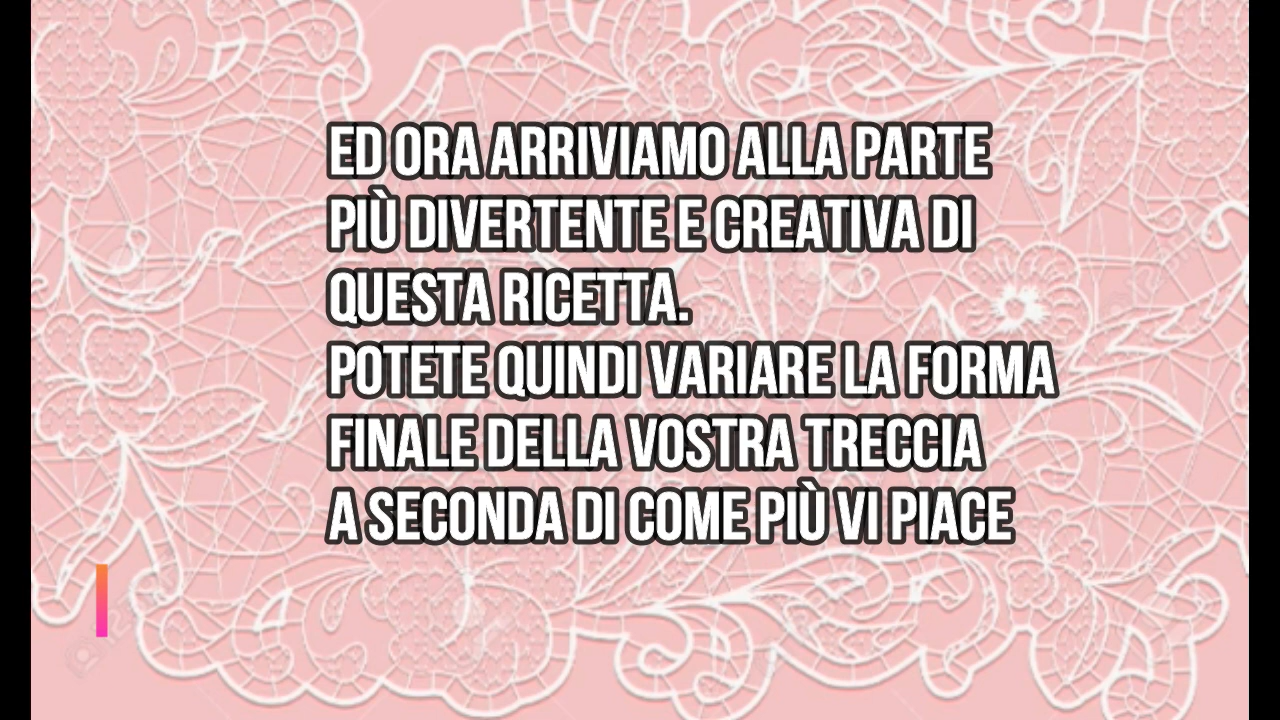 ED ORA ARRIVIAMO ALLA PARTE
PIÙ DIVERTENTE E CREATIVA DI
QUESTA RICETTA.
POTETE QUINDI VARIARE LA FORMA
FINALE DELLA VOSTRA TRECCIA
A SECONDA DI COME PIÙ VI PIACE